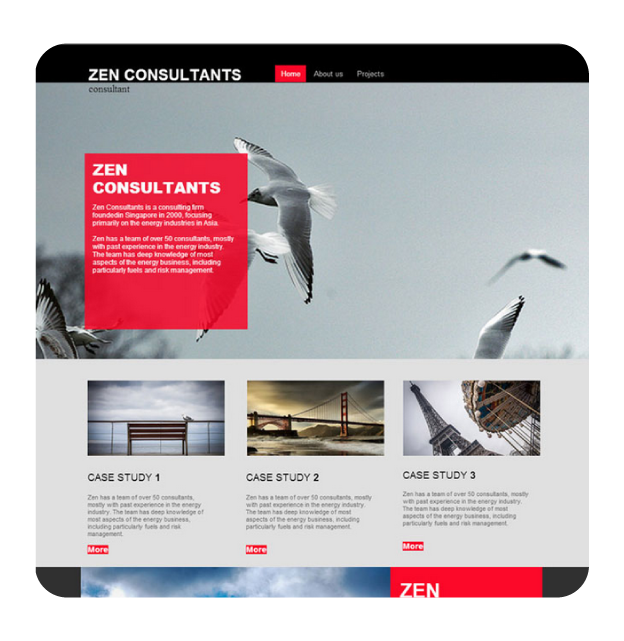 ZEN CONSULTANTS
Home About us Projects
consultant
ZEN
CONSULTANTS
Zen Consultants is a consulting firm
foundedin Singapore in 2009, focusing
primarily on the energy industries in Asia.
Zen has a team of over 50 consultants, mostly
with past experience in the energy industry.
The team has deep knowledge of most
aspects of the energy business, including
particularly fuels and risk management.
CASE STUDY 1
Zen has a team of over 50 consultants,
mostly with past experience in the energy
industry. The team has deep knowledge of
most aspects of the energy business,
including particularly fuels and risk
management.
More
CASE STUDY 2
Zen has a team of over 50 consultants,
mostly with past experience in the energy industry.
The team has deep knowledge of most
aspects of the energy business, including
particularly fuels and risk management.
More
CASE STUDY 3
Zen has a team of over 50 consultants,
mostly with past experience in the energy industry.
The team has deep knowledge of most
aspects of the energy business, including
particularly fuels and risk management.
More
ZEN